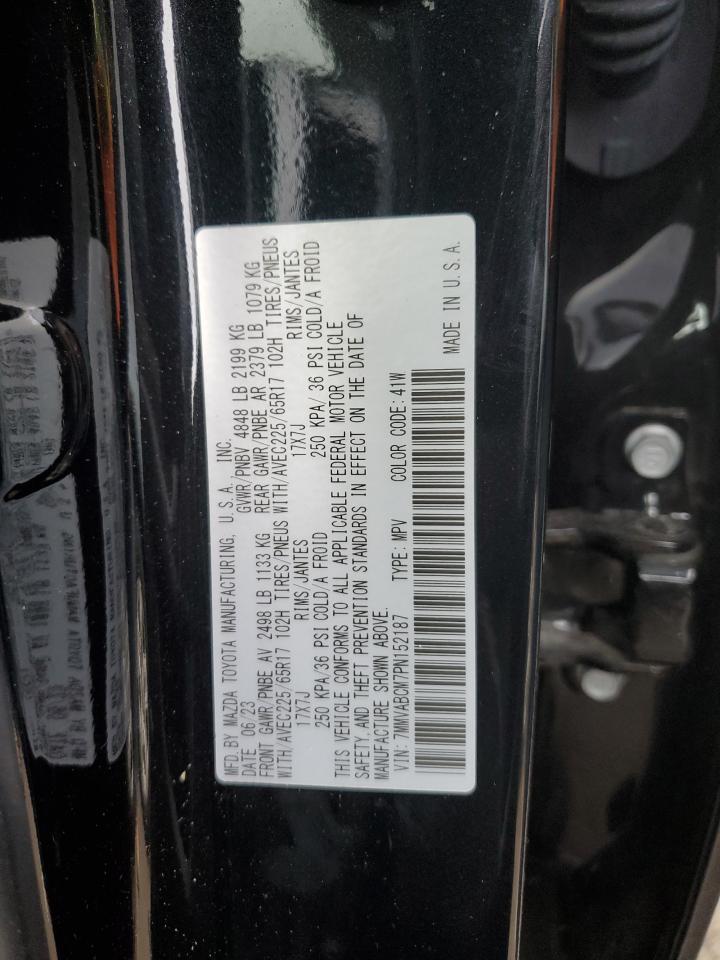 MFD. BY MAZDA TOYOTA MANUFACTURING, U.S.A. INC.
DATE 06/23 GVWR/PNBV 4848 LB 2199 KG
FRONT GAWR/PNBE AV 2498 LB 1133 KG REAR GAWR/PNBE AR 2379 LB 1079 KG
WITH/AVEC225/65R17 102H TIRES/PNEUS WITH/AVEC225/65R17 102H TIRES/PNEUS
17X7J RIMS/JANTES 17X7J RIMS/JANTES
250 KPA/36 PSI COLD/A FROID 250 KPA/ 36 PSI COLD/A FROID
THIS VEHICLE CONFORMS TO ALL APPLICABLE FEDERAL MOTOR VEHICLE
SAFETY, AND THEFT PREVENTION STANDARDS IN EFFECT ON THE DATE OF
MANUFACTURE SHOWN ABOVE.
VIN: 7MMVABCM7PN152187 TYPE: MPV COLOR CODE: 41W
MADE IN U.S.A.